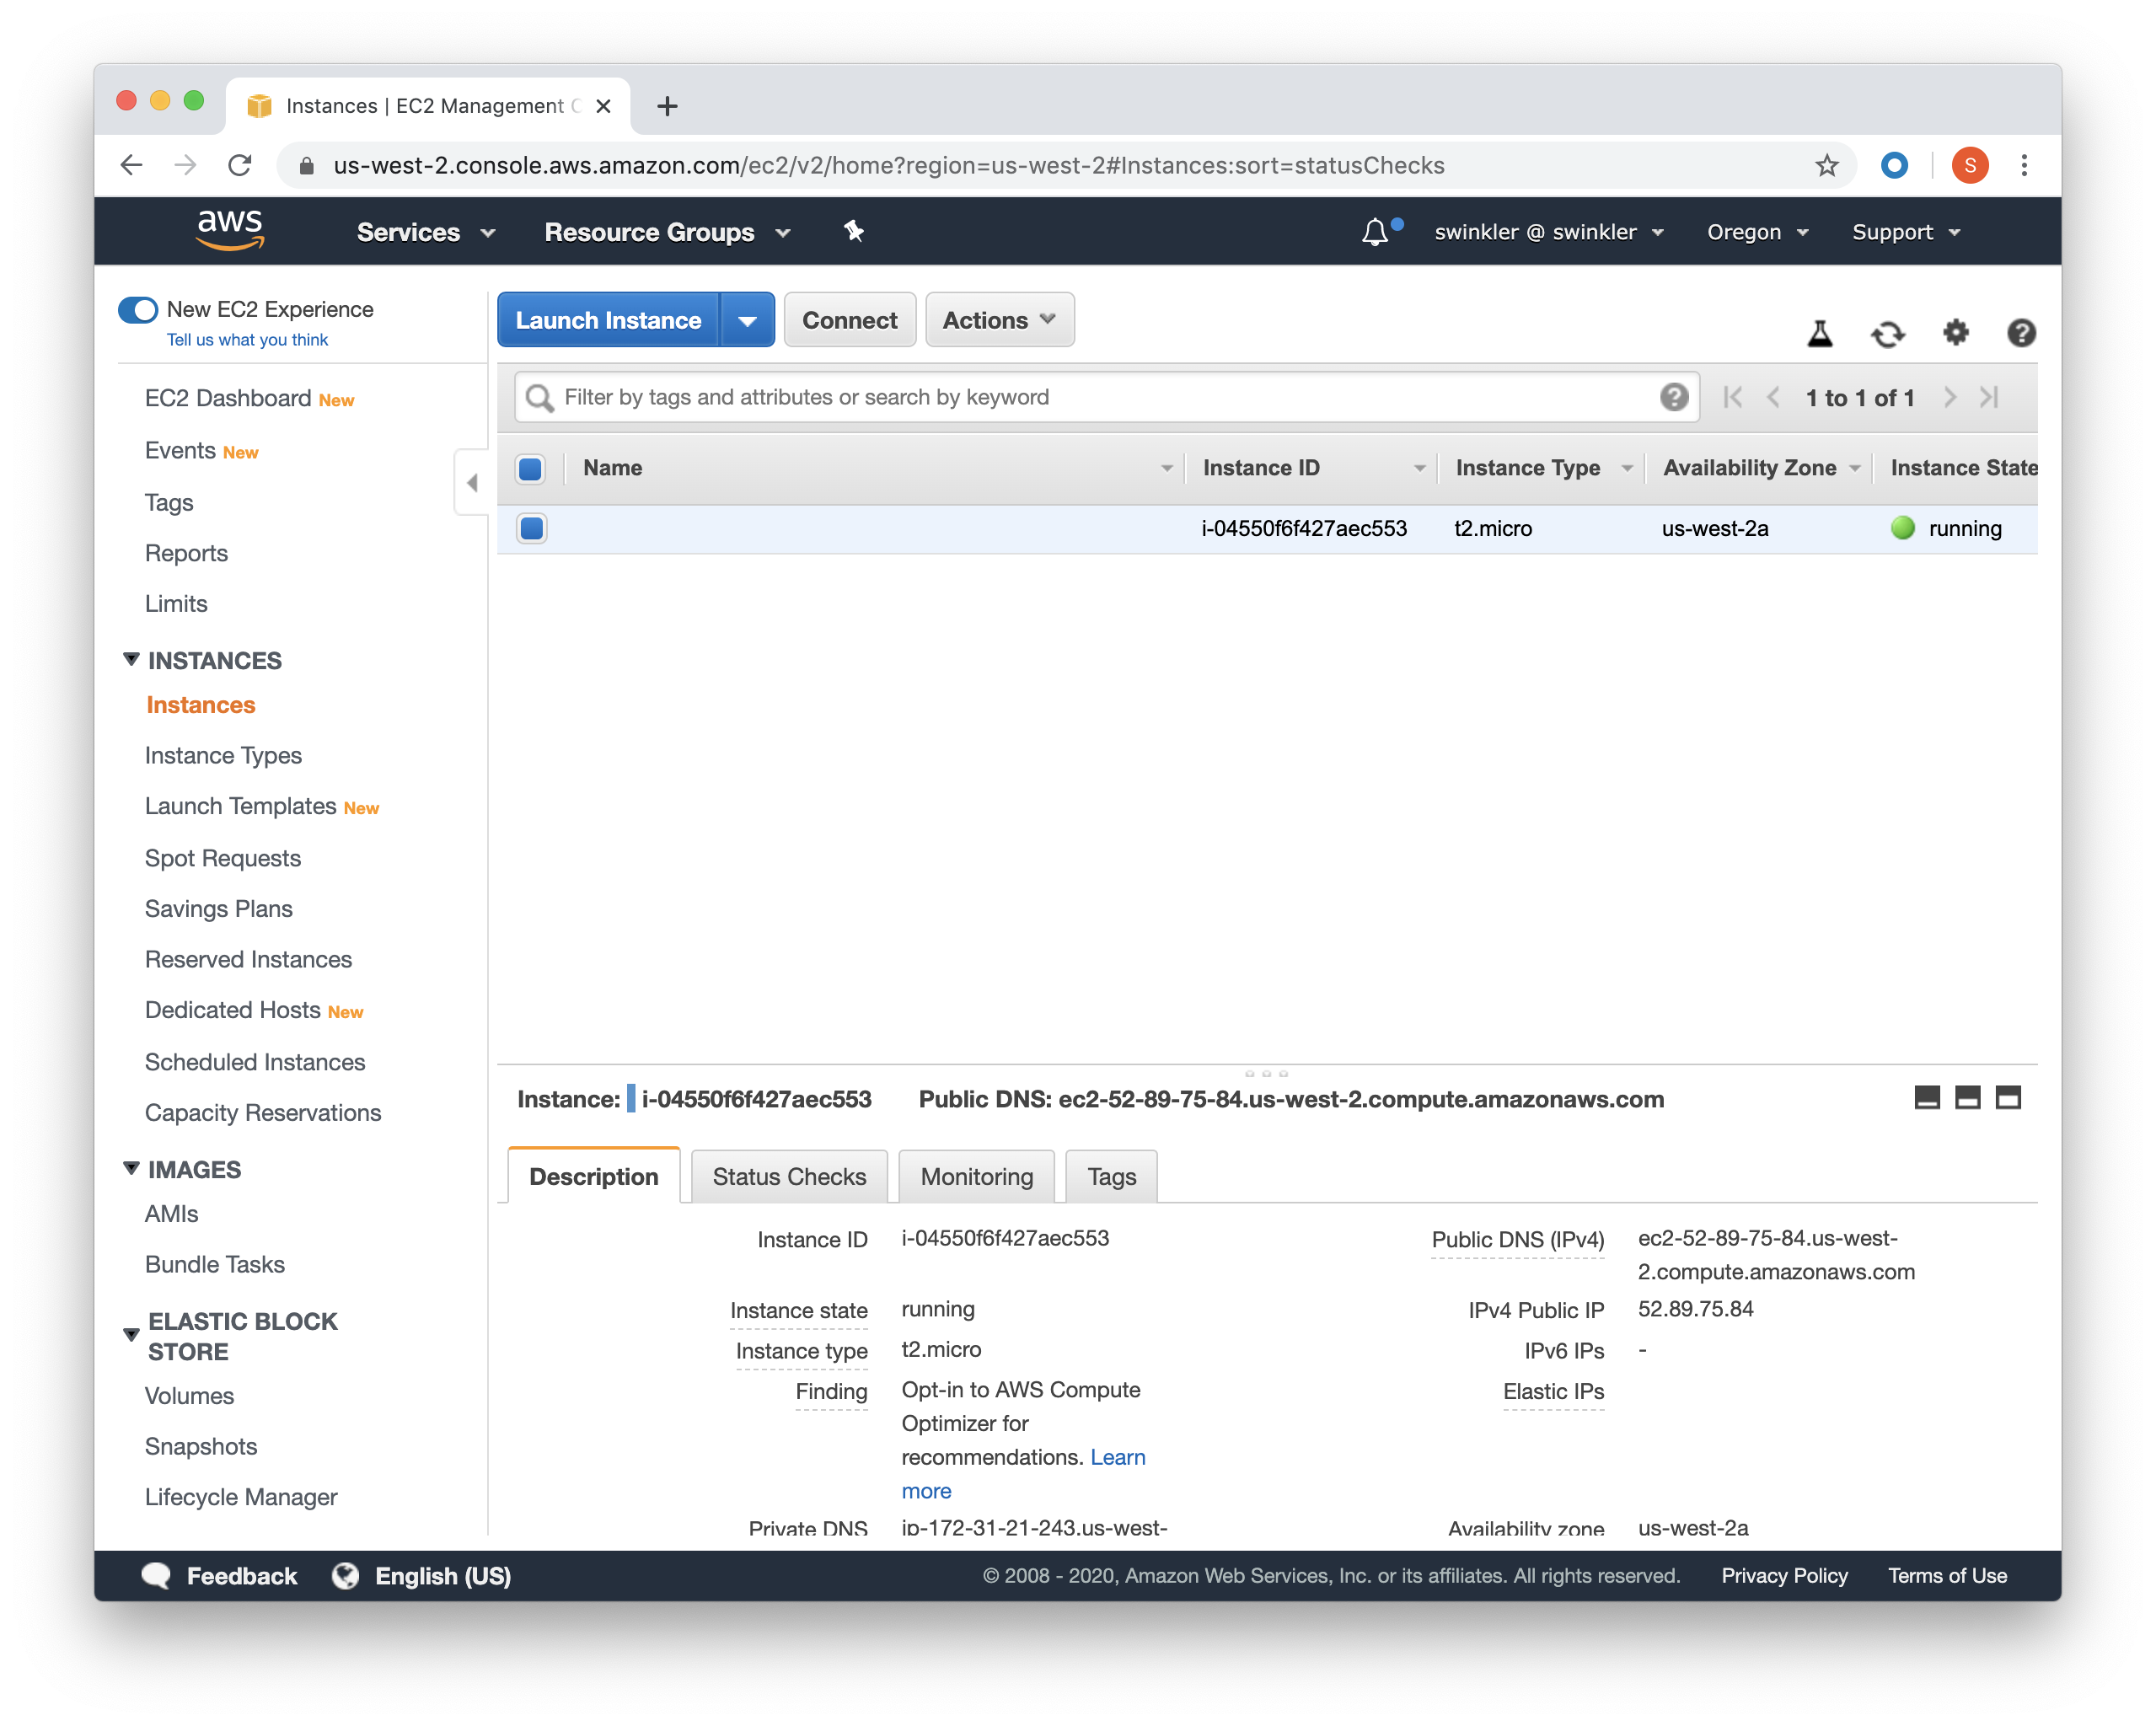 Instances | EC2 Management C
us-west-2.console.aws.amazon.com/ec2/v2/home?region=us-west-2#Instances:sort=statusChecks
S
aws
Services
Resource Groups
swinkler @ swinkler
Oregon
Support
New EC2 Experience
Tell us what you think
EC2 Dashboard New
Events New
Tags
Reports
Limits
INSTANCES
Instances
Instance Types
Launch Templates New
Spot Requests
Savings Plans
Reserved Instances
Dedicated Hosts New
Scheduled Instances
Capacity Reservations
IMAGES
AMIs
Bundle Tasks
ELASTIC BLOCK
STORE
Volumes
Snapshots
Lifecycle Manager
Launch Instance
Connect
Actions
Filter by tags and attributes or search by keyword
1 to 1 of 1
Name
Instance ID
Instance Type
Availability Zone
Instance State
i-04550f6f427aec553
t2.micro
us-west-2a
running
Instance: i-04550f6f427aec553
Public DNS: ec2-52-89-75-84.us-west-2.compute.amazonaws.com
Description
Status Checks
Monitoring
Tags
Instance ID
i-04550f6f427aec553
Public DNS (IPv4)
ec2-52-89-75-84.us-west-
2.compute.amazonaws.com
Instance state
running
IPv4 Public IP
52.89.75.84
Instance type
t2.micro
IPv6 IPs
-
Finding
Opt-in to AWS Compute
Optimizer for
recommendations. Learn
more
Elastic IPs
Private DNS
ip-172-31-21-243.us-west-
Availability zone
us-west-2a
Feedback
English (US)
© 2008 - 2020, Amazon Web Services, Inc. or its affiliates. All rights reserved.
Privacy Policy
Terms of Use